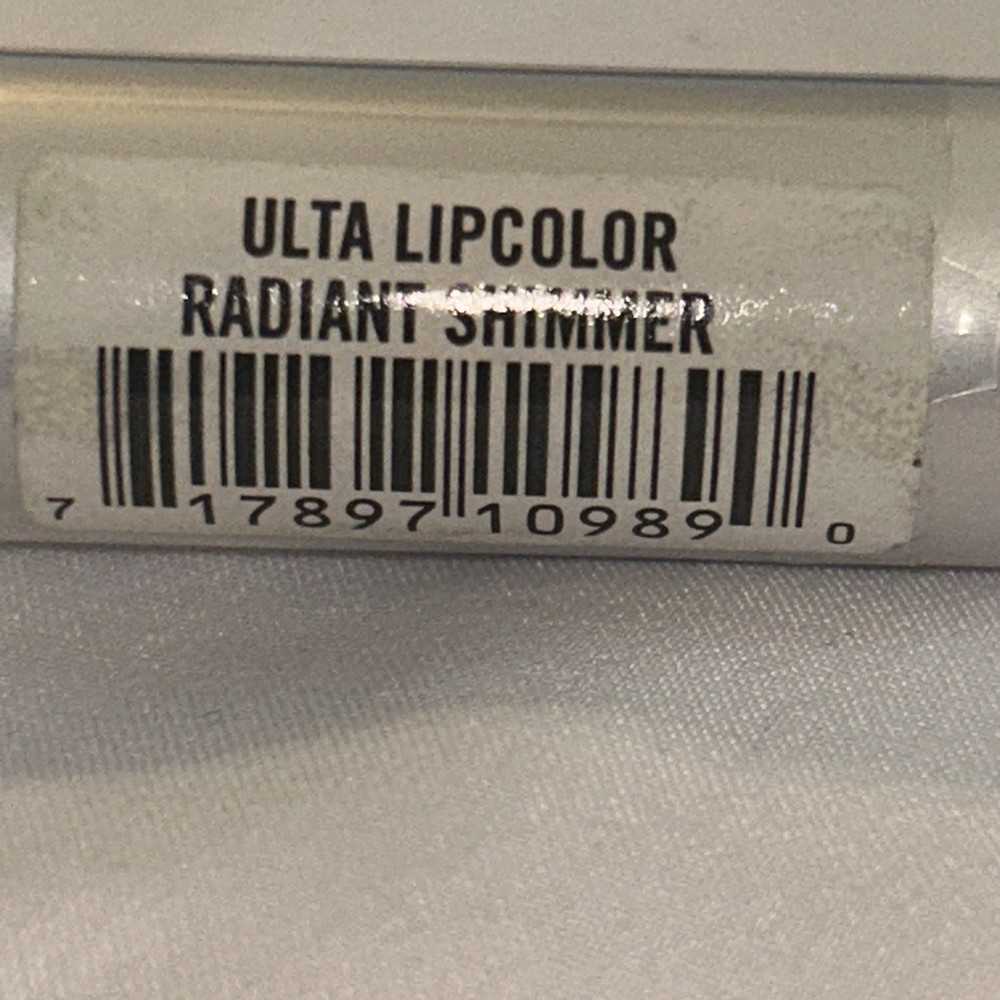 ULTA LIPCOLOR
RADIANT SHIMMER
7 17897 10989 0